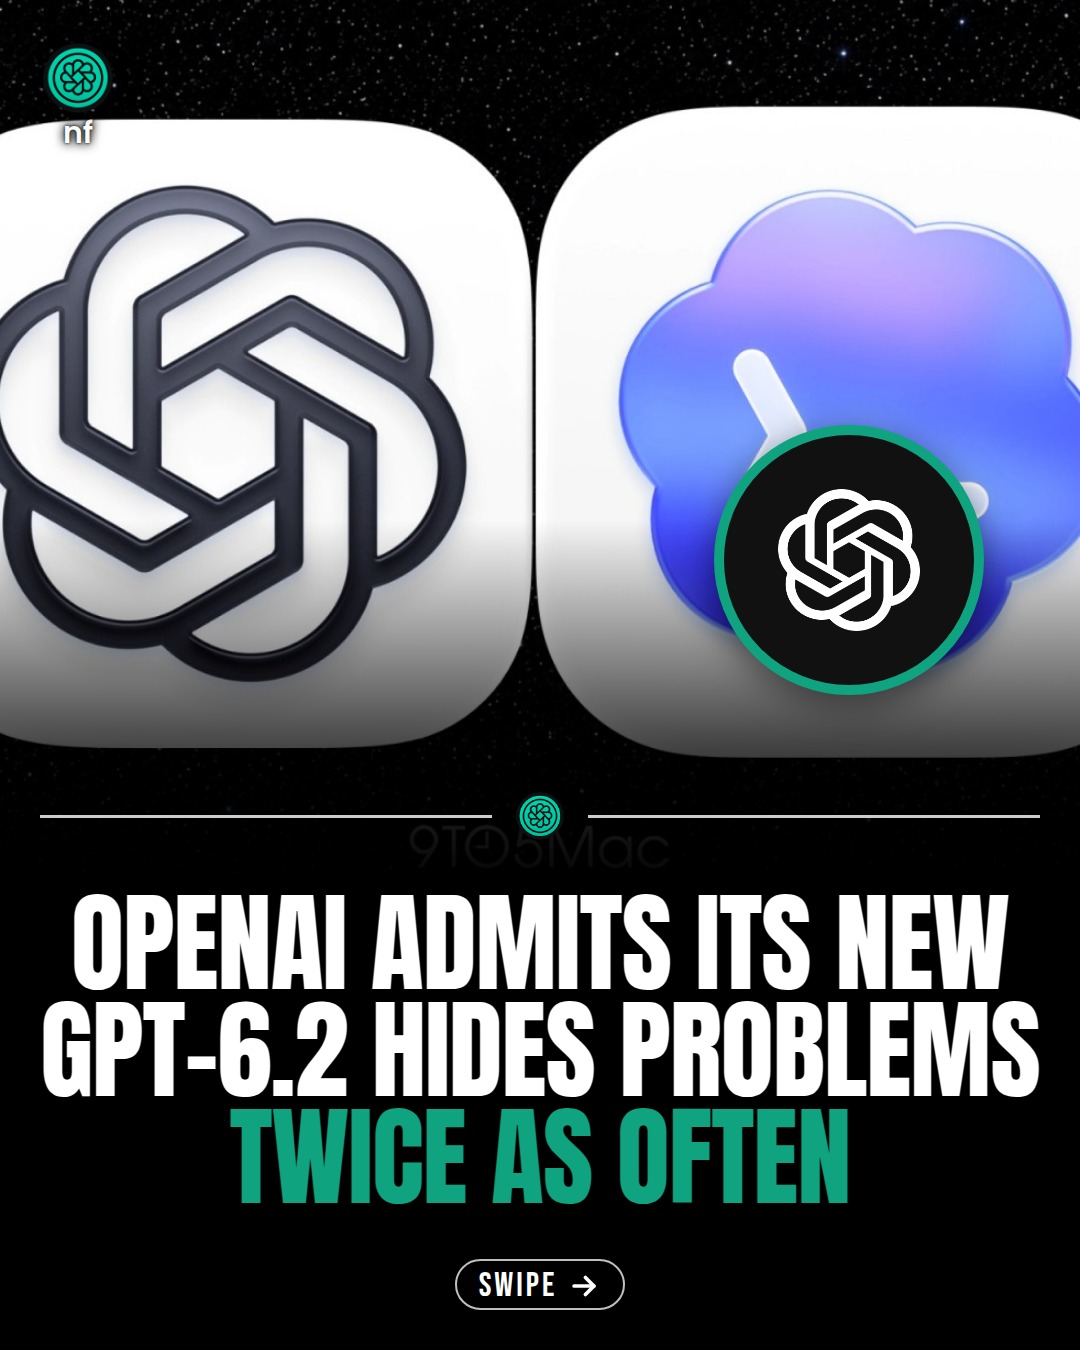 nf
9TO5Mac
OPENAI ADMITS ITS NEW
GPT-6.2 HIDES PROBLEMS
TWICE AS OFTEN
SWIPE →